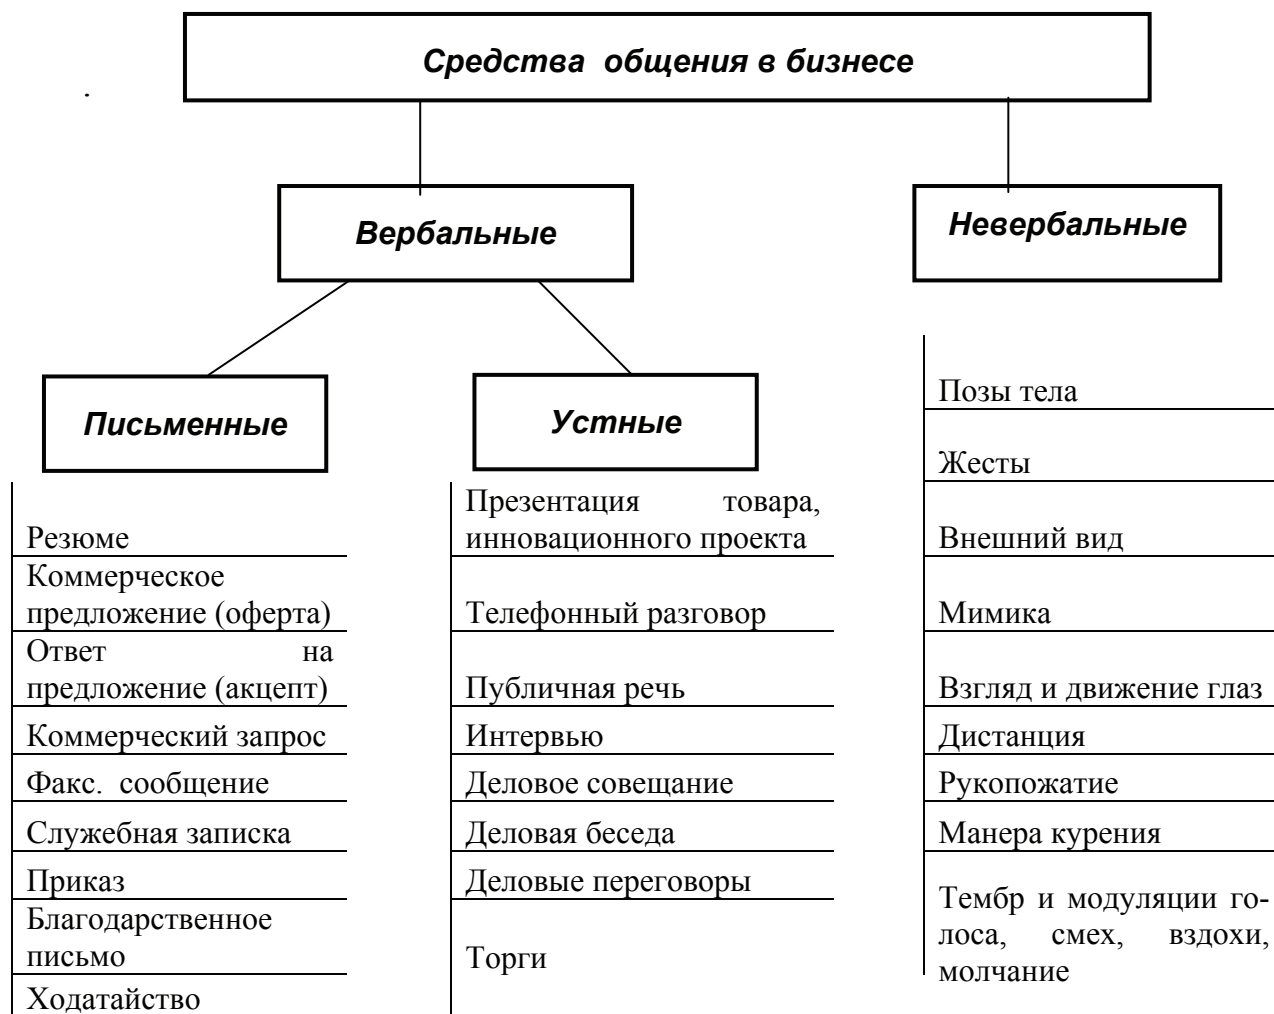 Средства общения в бизнесе
.
Вербальные
Невербальные
Письменные
Устные
Резюме
Коммерческое
предложение (оферта)
Ответ на
предложение (акцепт)
Коммерческий запрос
Факс. сообщение
Служебная записка
Приказ
Благодарственное
письмо
Ходатайство
Презентация товара,
инновационного проекта
Телефонный разговор
Публичная речь
Интервью
Деловое совещание
Деловая беседа
Деловые переговоры
Торги
Позы тела
Жесты
Внешний вид
Мимика
Взгляд и движение глаз
Дистанция
Рукопожатие
Манера курения
Тембр и модуляции го-
лоса, смех, вздохи,
молчание